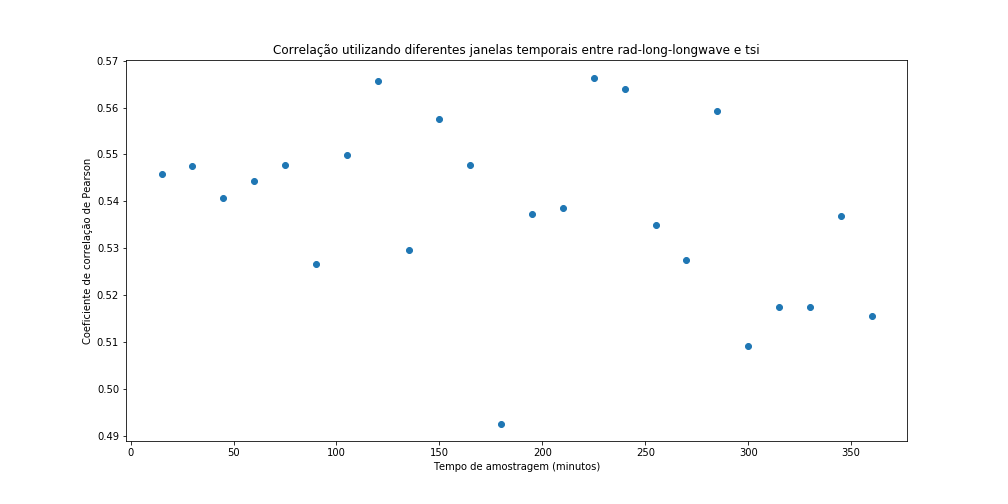 Correlação utilizando diferentes janelas temporais entre rad-long-longwave e tsi
Coeficiente de correlação de Pearson
0.57
0.56
0.55
0.54
0.53
0.52
0.51
0.50
0.49
0 50 100 150 200 250 300 350
Tempo de amostragem (minutos)